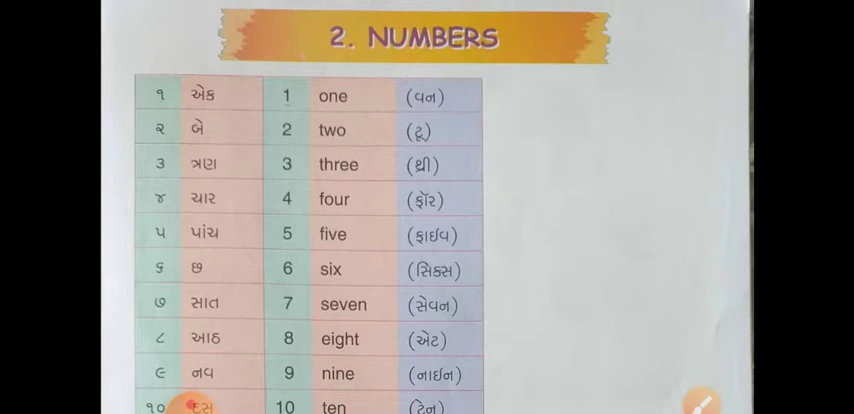 2. NUMBERS
૧ એક 1 one (વન)
૨ બે 2 two (ટૂ)
૩ ત્રણ 3 three (થ્રી)
૪ ચાર 4 four (ફૉર)
૫ પાંચ 5 five (ફાઈવ)
૬ છ 6 six (સિક્સ)
૭ સાત 7 seven (સેવન)
૮ આઠ 8 eight (એટ)
૯ નવ 9 nine (નાઇન)
૧૦ દસ 10 ten (ટેન)